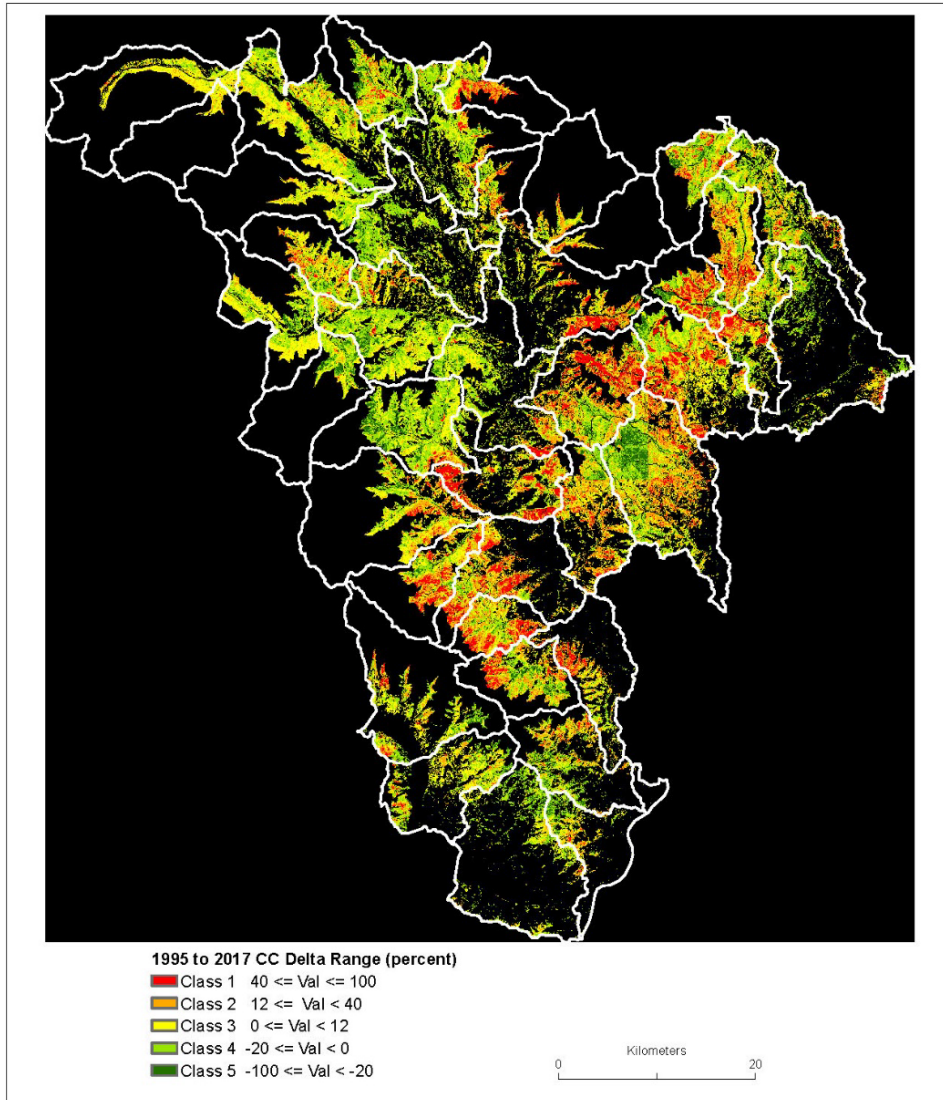 1995 to 2017 CC Delta Range (percent)
Class 1 40 <= Val <= 100
Class 2 12 <= Val < 40
Class 3 0 <= Val < 12
Class 4 -20 <= Val < 0
Class 5 -100 <= Val < -20
Kilometers
0 20